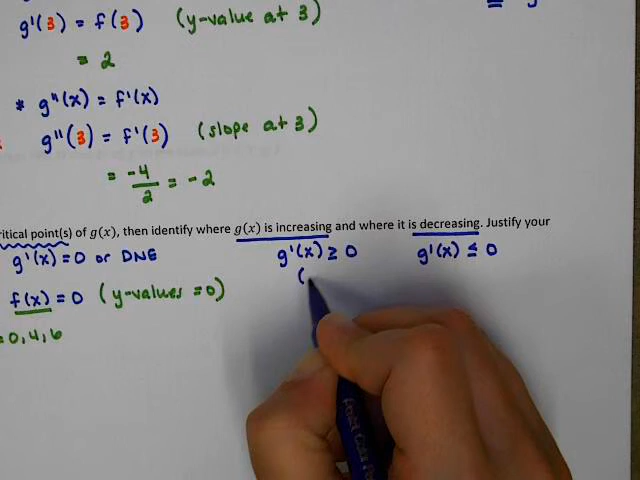 g'(3) = f(3) (y-value at 3)
= 2
* g"(x) = f'(x)
g"(3) = f'(3) (slope at 3)
= -4/2 = -2
critical point(s) of g(x), then identify where g(x) is increasing and where it is decreasing. Justify your
g'(x) = 0 or DNE g'(x) ≥ 0 g'(x) ≤ 0
f(x) = 0 (y-values = 0) (
= 0, 4, 6